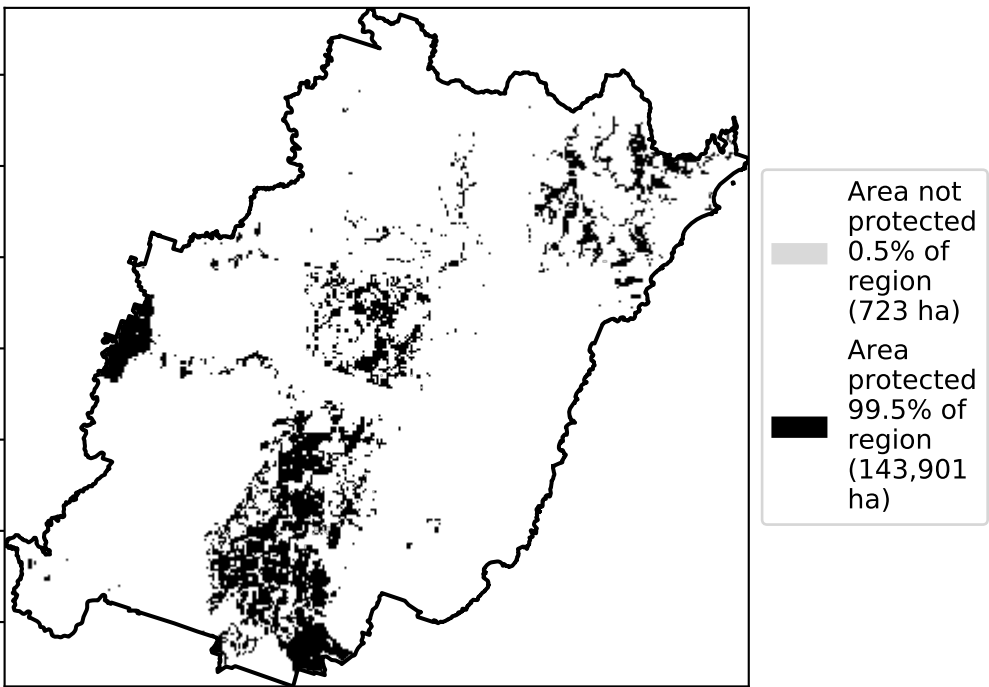 Area not
protected
0.5% of
region
(723 ha)
Area
protected
99.5% of
region
(143,901
ha)